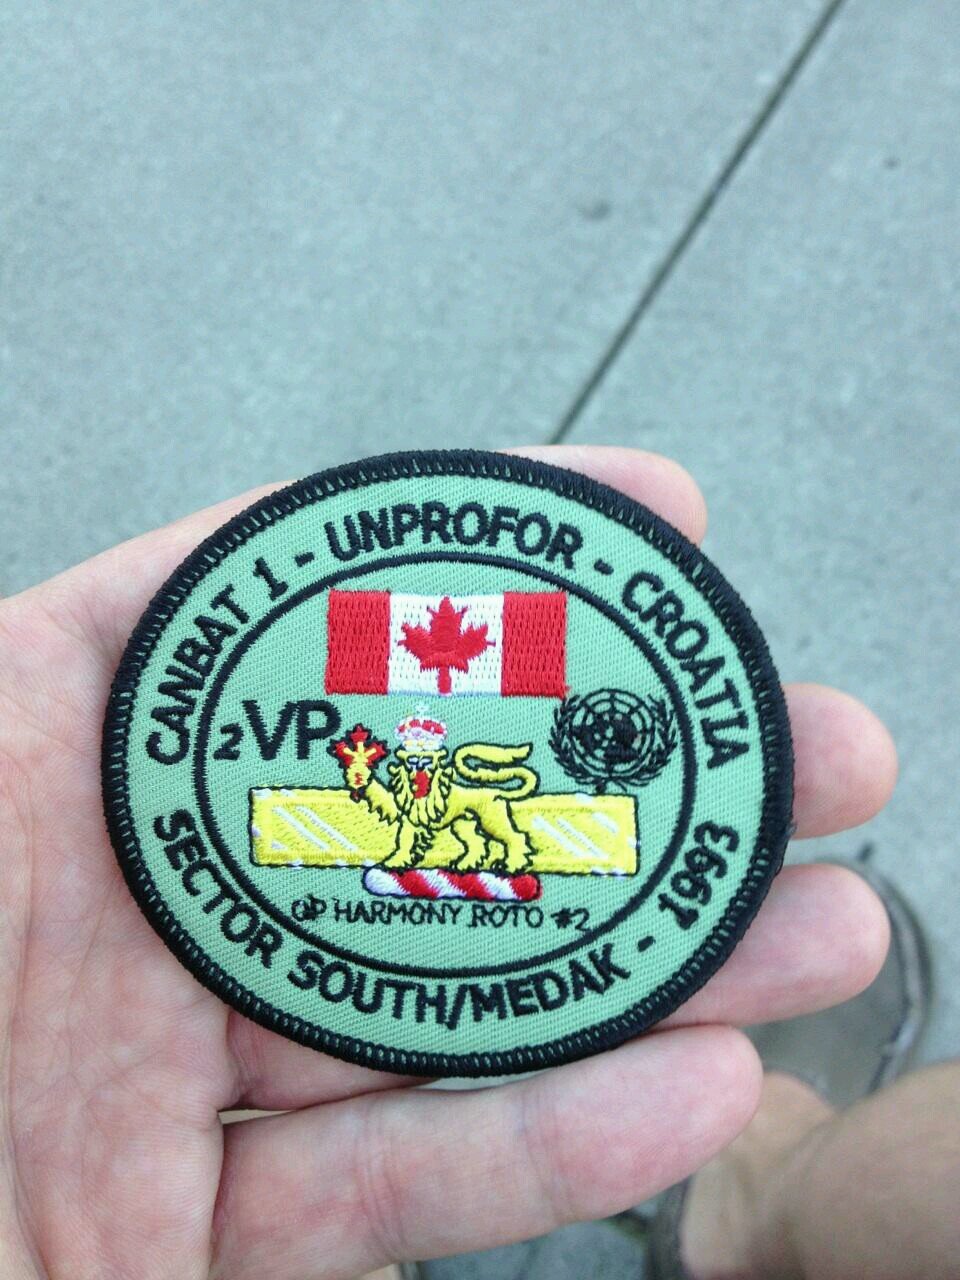 CANBAT 1 - UNPROFOR - CROATIA
2VP
OP HARMONY ROTO #2
SECTOR SOUTH/MEDAK - 1993